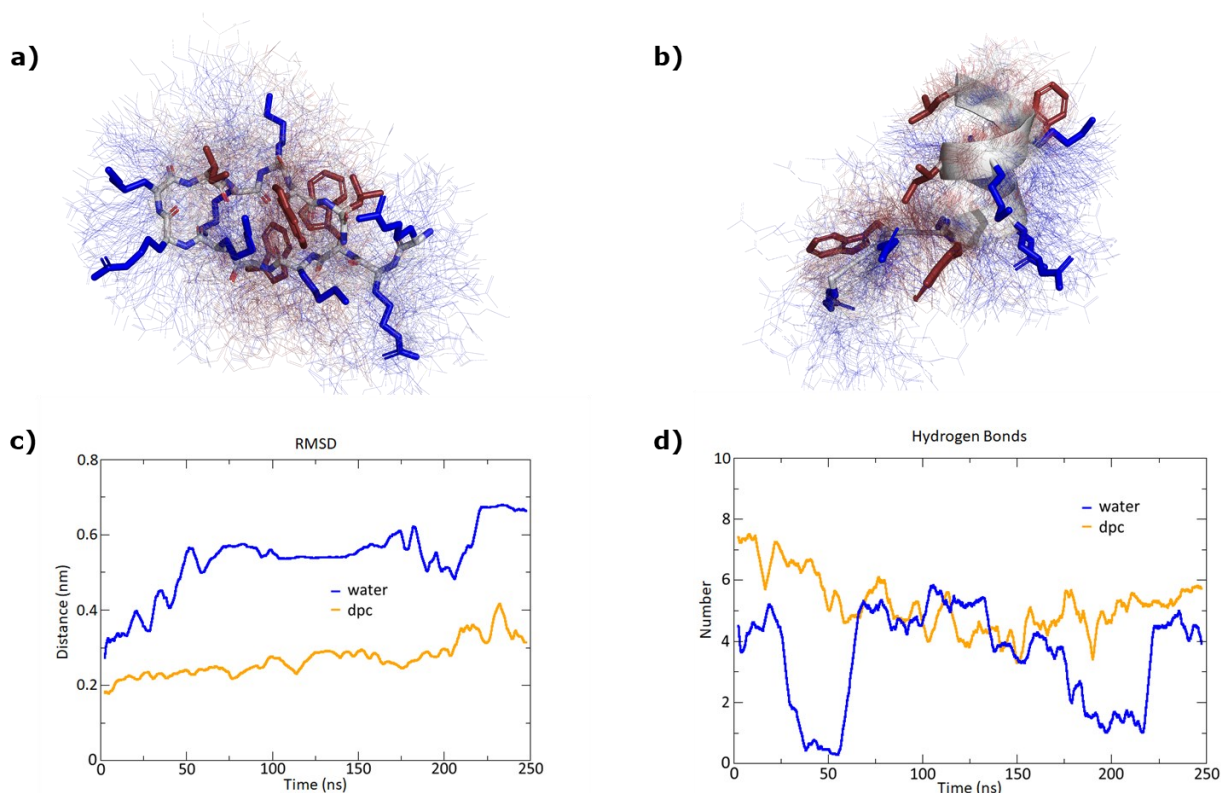 a)
b)
c)
RMSD
0.8
0.6
0.4
0.2
0
Distance (nm)
water
dpc
0
50
100
150
200
250
Time (ns)
d)
Hydrogen Bonds
10
8
6
4
2
0
Number
water
dpc
0
50
100
150
200
250
Time (ns)